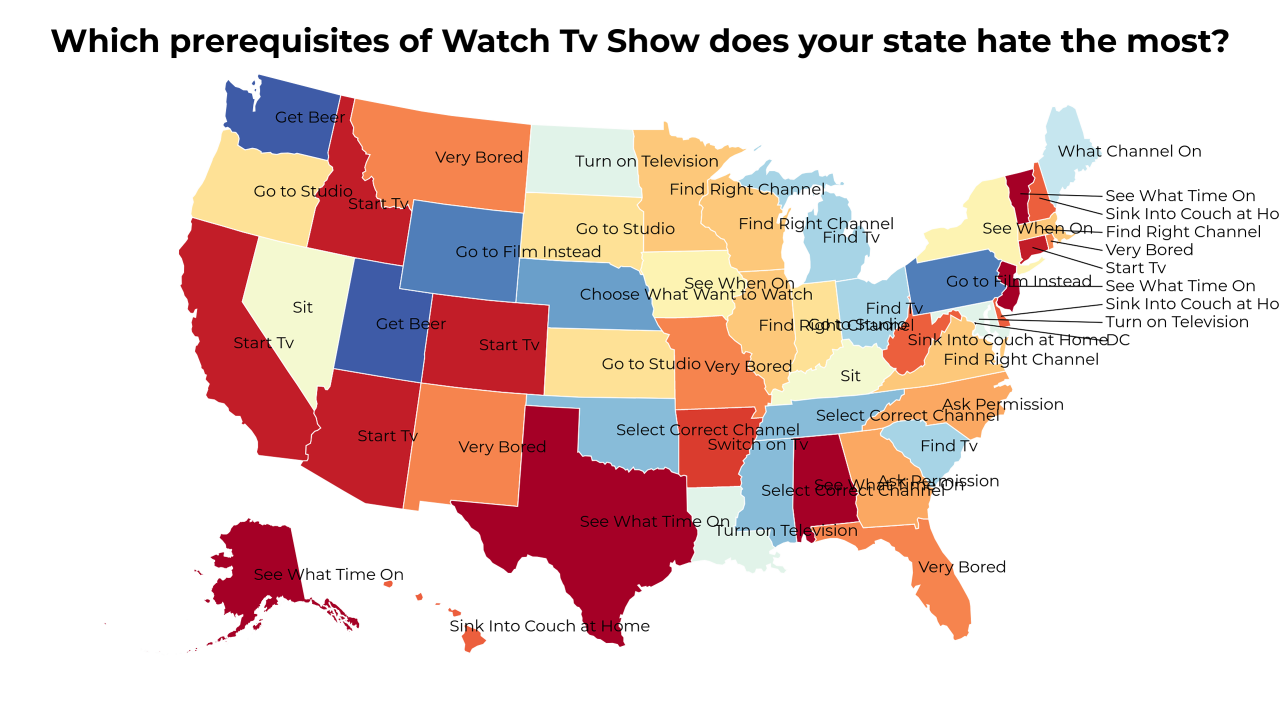 Which prerequisites of Watch Tv Show does your state hate the most?
Get Beer
What Channel On
Very Bored
Turn on Television
Find Right Channel
Go to Studio
Start Tv
See What Time On
Sink Into Couch at Ho
Find Right Channel
Find Tv
Go to Studio
See When On
Find Right Channel
Very Bored
Go to Film Instead
Start Tv
Go to Film Instead
See When On
See What Time On
Choose What Want to Watch
Sink Into Couch at Ho
Sit
Find Tv
Turn on Television
Get Beer
Find Right Channel
Go to Studio
Start Tv
Start Tv
Sink Into Couch at Home
DC
Find Right Channel
Go to Studio
Very Bored
Sit
Ask Permission
Select Correct Channel
Select Correct Channel
Start Tv
Very Bored
Switch on Tv
Find Tv
Ask Permission
See What Time On
Select Correct Channel
See What Time On
Turn on Television
Very Bored
See What Time On
Sink Into Couch at Home